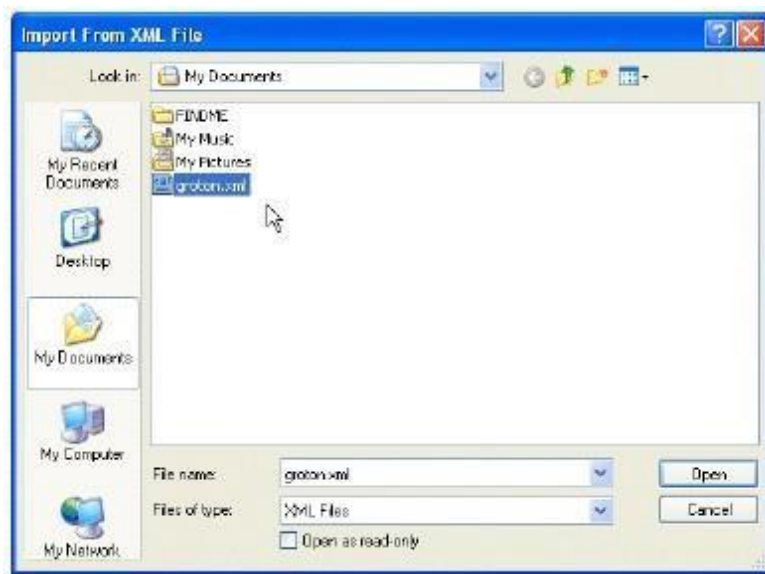 Import From XML File
Look in: My Documents
My Recent
Documents
Desktop
My Documents
My Computer
My Network
FINDME
My Music
My Pictures
groton.xml
File name: groton.xml Open
Files of type: XML Files Cancel
Open as read-only